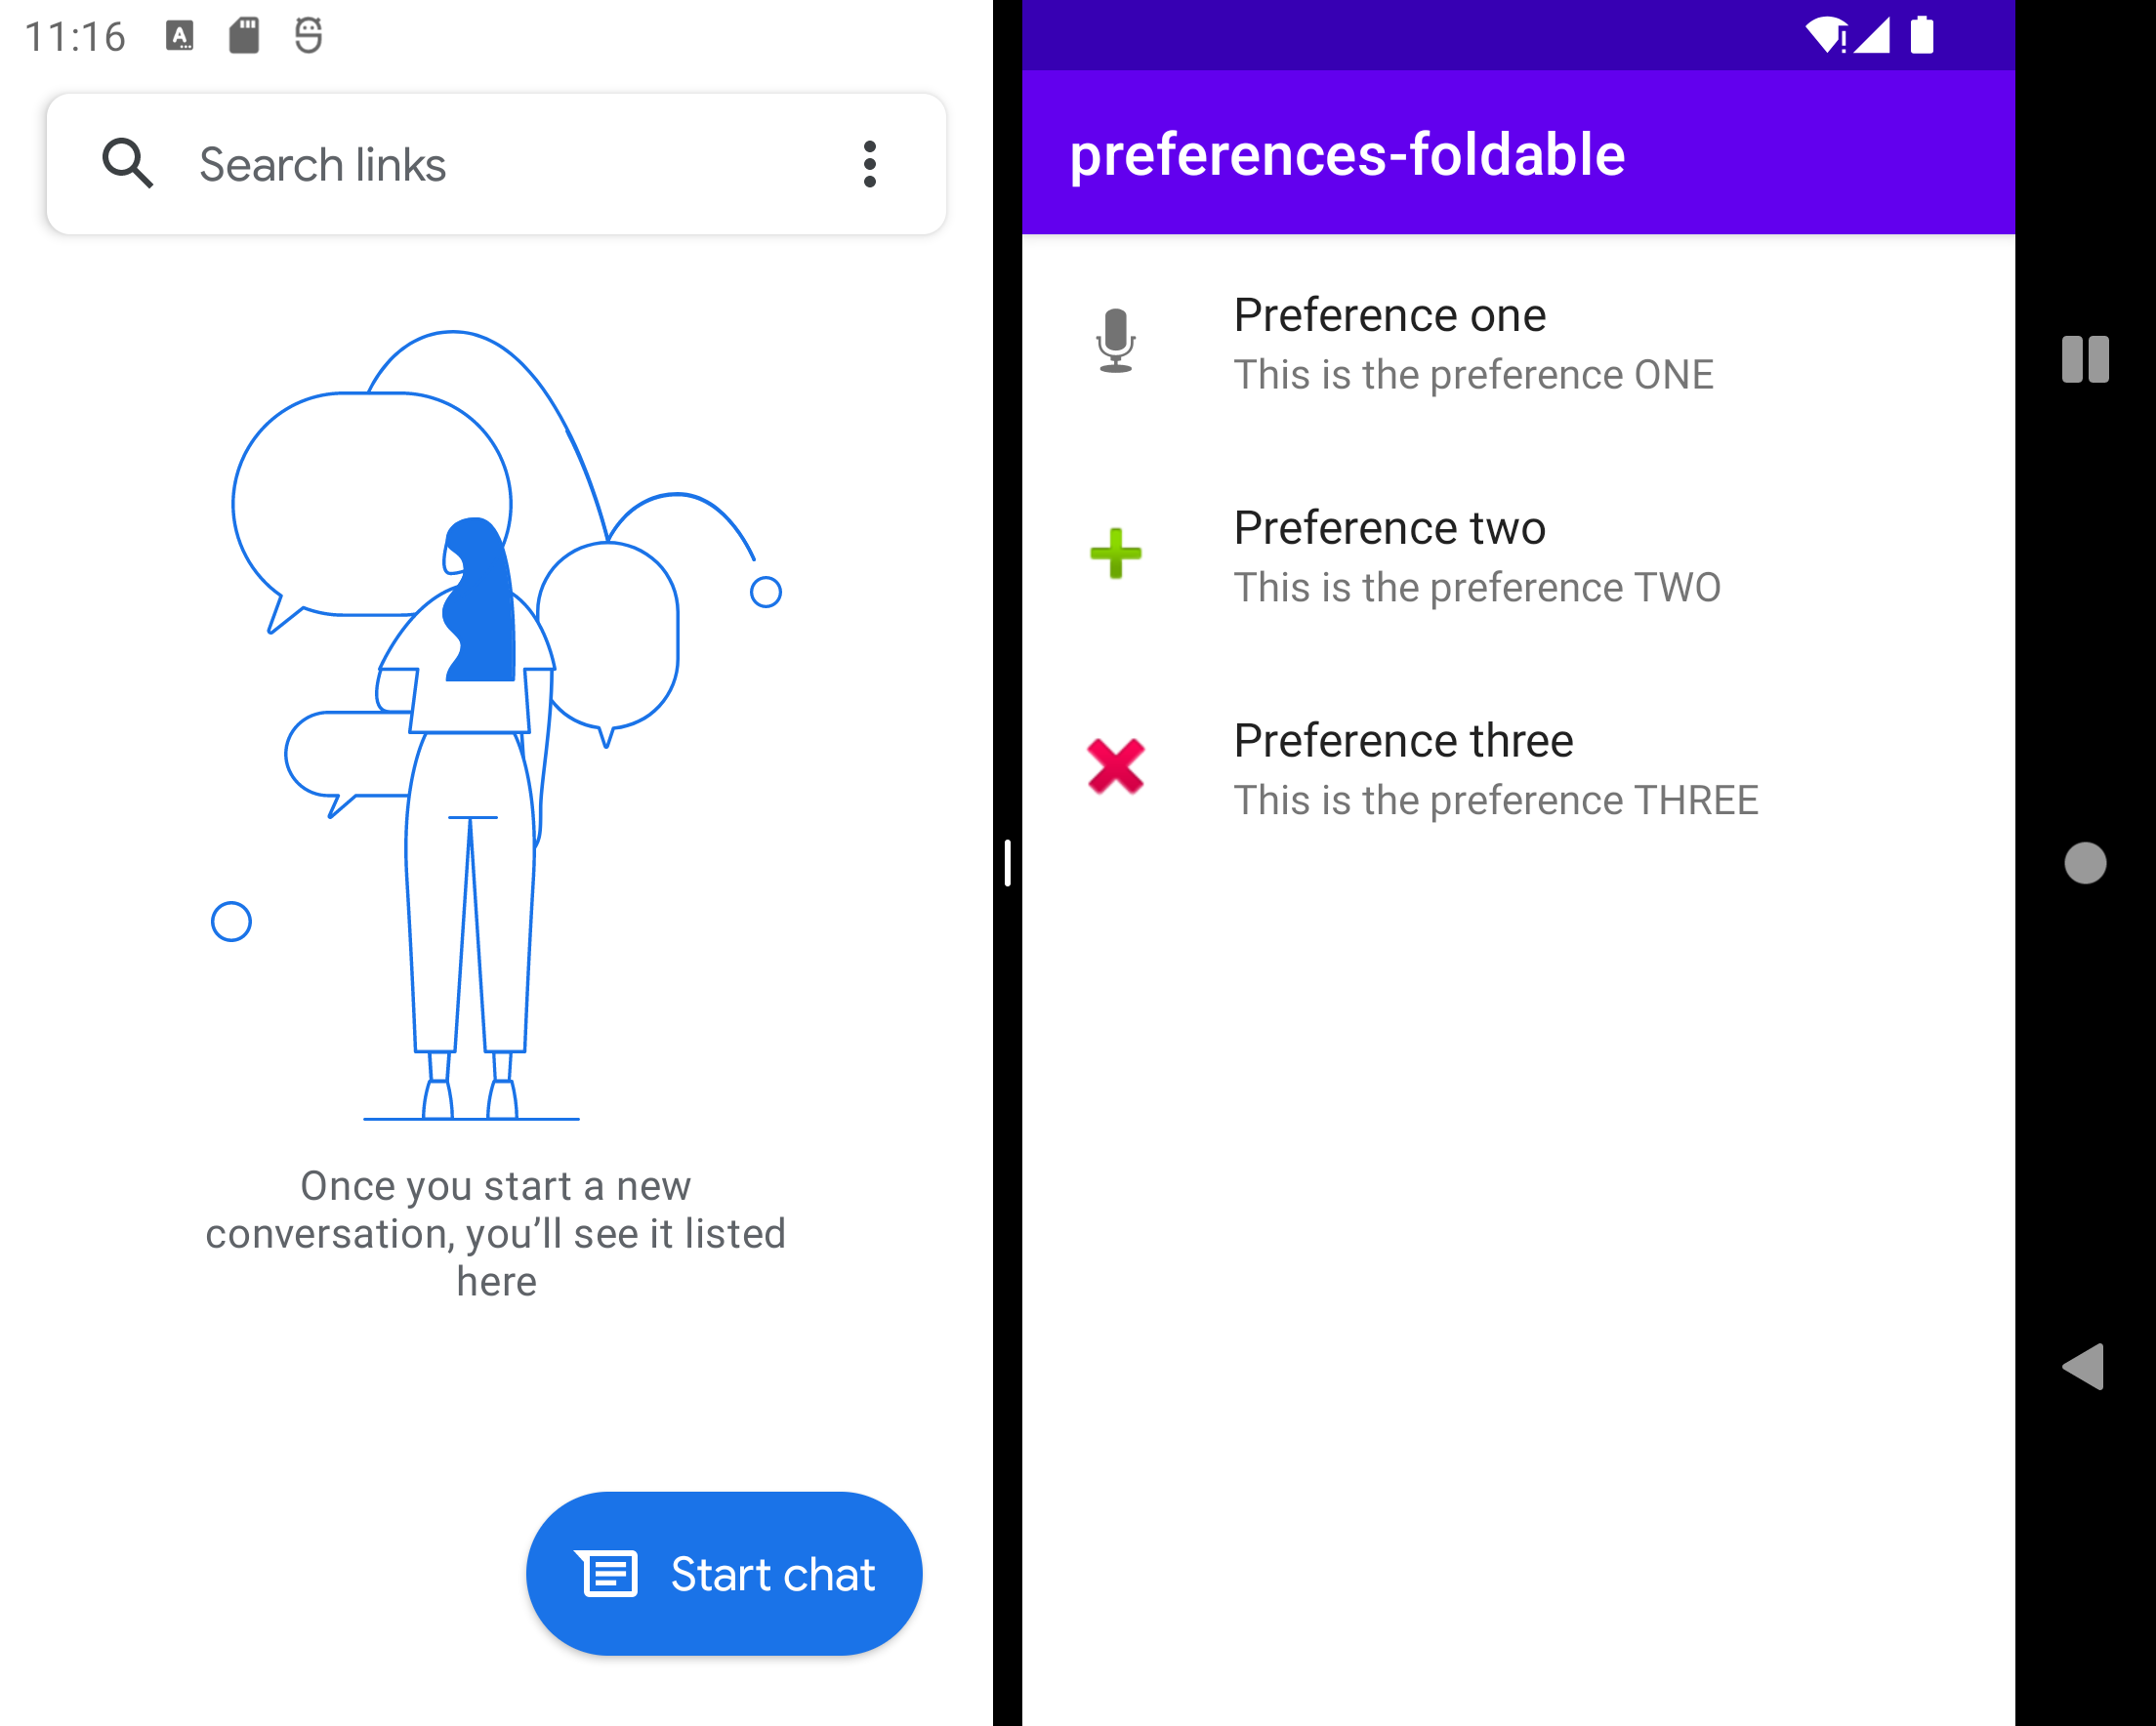 11:16
Search links
Once you start a new
conversation, you’ll see it listed
here
Start chat
preferences-foldable
Preference one
This is the preference ONE
Preference two
This is the preference TWO
Preference three
This is the preference THREE